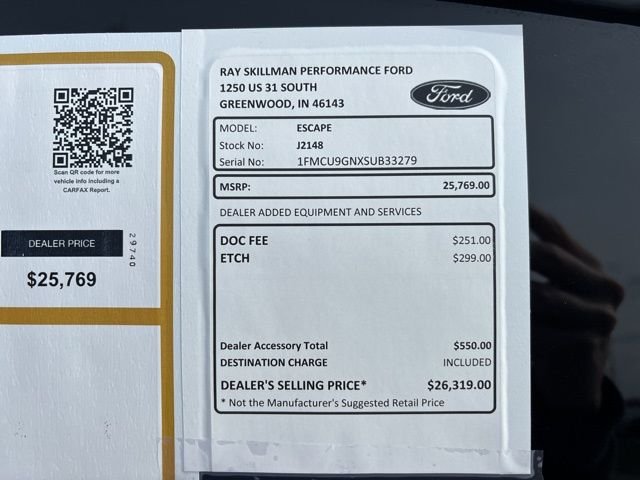 Scan QR code for more
vehicle info including a
CARFAX Report.
DEALER PRICE
29740
$25,769
RAY SKILLMAN PERFORMANCE FORD
1250 US 31 SOUTH
GREENWOOD, IN 46143
Ford
MODEL: ESCAPE
Stock No: J2148
Serial No: 1FMCU9GNXSUB33279
MSRP: 25,769.00
DEALER ADDED EQUIPMENT AND SERVICES
DOC FEE $251.00
ETCH $299.00
Dealer Accessory Total $550.00
DESTINATION CHARGE INCLUDED
DEALER'S SELLING PRICE* $26,319.00
* Not the Manufacturer's Suggested Retail Price